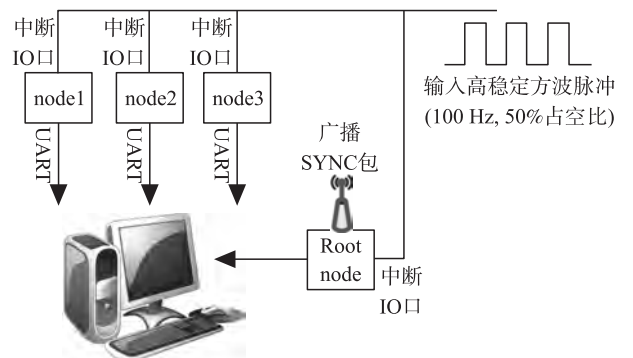 中断
IO口
中断
IO口
中断
IO口
node1
node2
node3
UART
UART
UART
输入高稳定方波脉冲
(100 Hz, 50%占空比)
广播
SYNC包
Root
node
中断
IO口